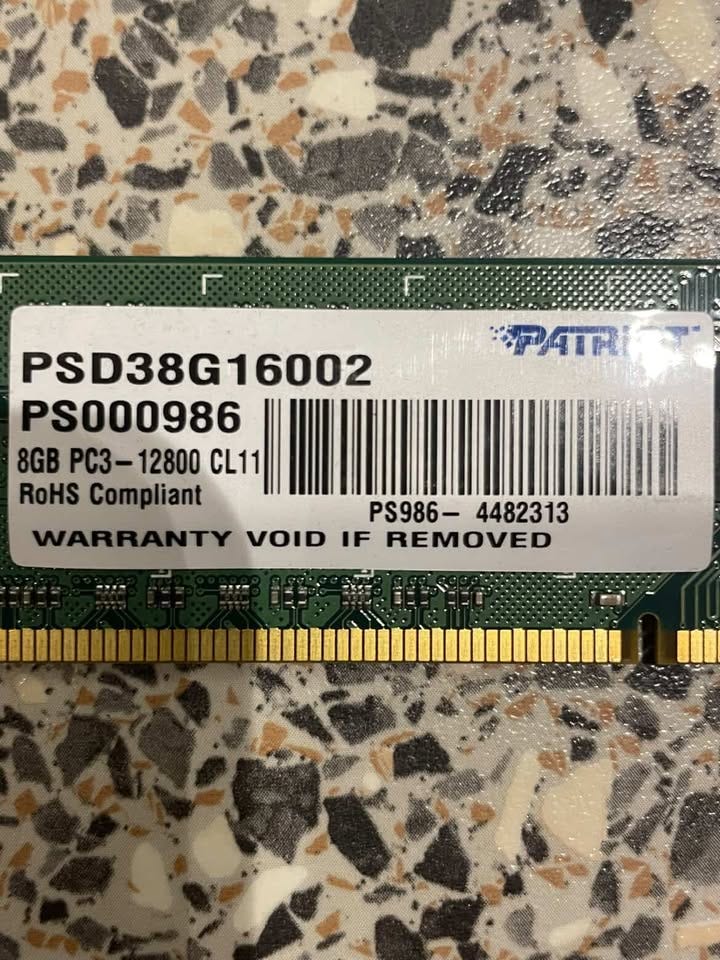 PATRIOT
PSD38G16002
PS000986
8GB PC3-12800 CL11
RoHS Compliant
PS986- 4482313
WARRANTY VOID IF REMOVED